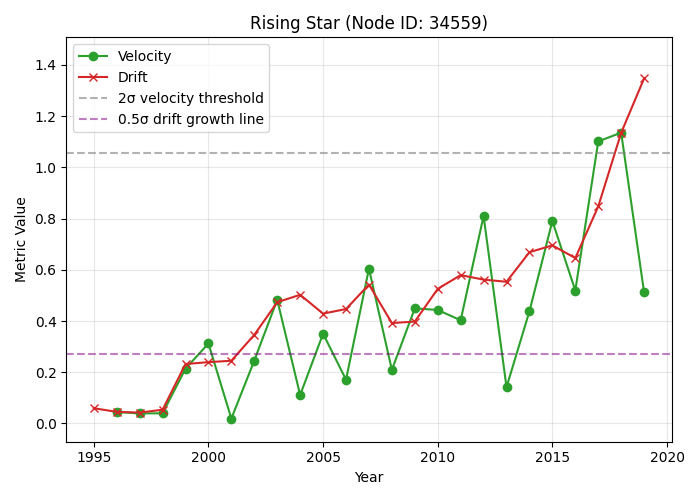 Rising Star (Node ID: 34559)
Velocity
Drift
2σ velocity threshold
0.5σ drift growth line
Metric Value
1.4
1.2
1.0
0.8
0.6
0.4
0.2
0.0
1995 2000 2005 2010 2015 2020
Year